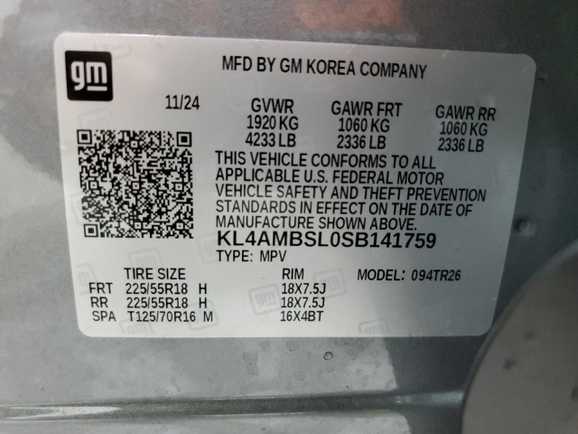 gm
MFD BY GM KOREA COMPANY
11/24 GVWR GAWR FRT GAWR RR
1920 KG 1060 KG 1060 KG
4233 LB 2336 LB 2336 LB
THIS VEHICLE CONFORMS TO ALL
APPLICABLE U.S. FEDERAL MOTOR
VEHICLE SAFETY AND THEFT PREVENTION
STANDARDS IN EFFECT ON THE DATE OF
MANUFACTURE SHOWN ABOVE.
KL4AMBSL0SB141759
TYPE: MPV
TIRE SIZE RIM MODEL: 094TR26
FRT 225/55R18 H 18X7.5J
RR 225/55R18 H 18X7.5J
SPA T125/70R16 M 16X4BT